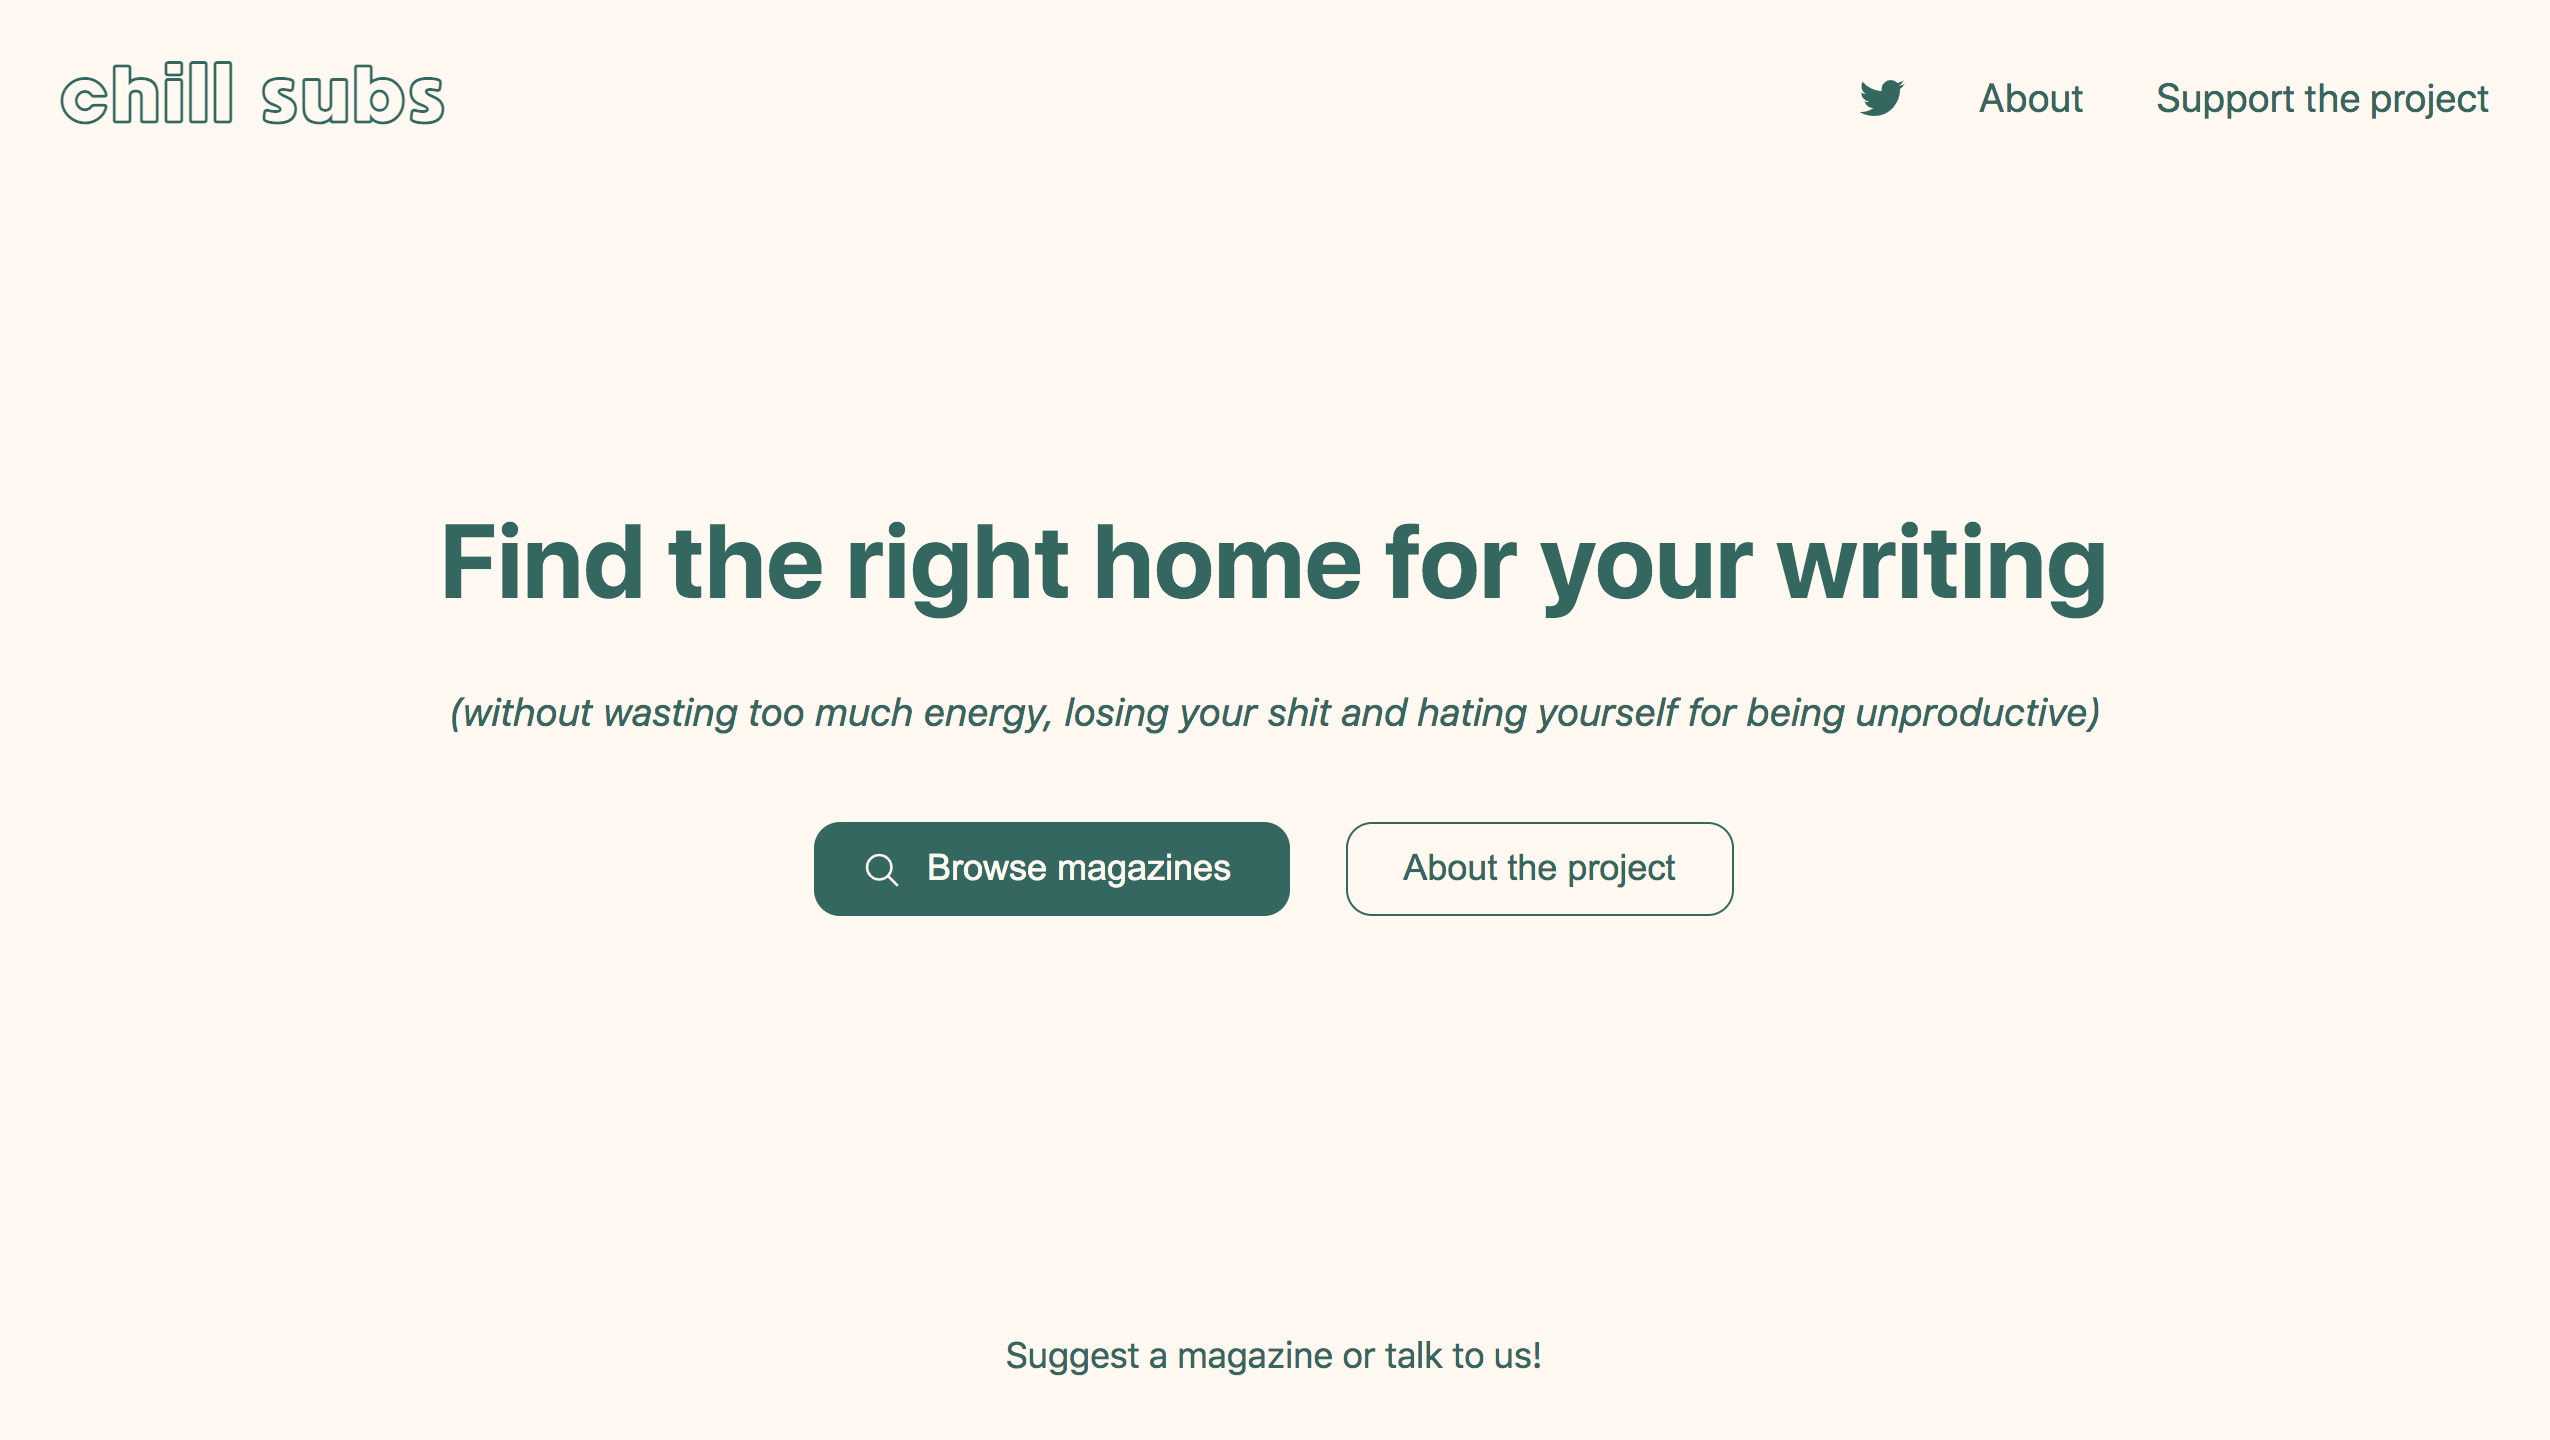 chill subs
About
Support the project
Find the right home for your writing
(without wasting too much energy, losing your shit and hating yourself for being unproductive)
Browse magazines
About the project
Suggest a magazine or talk to us!